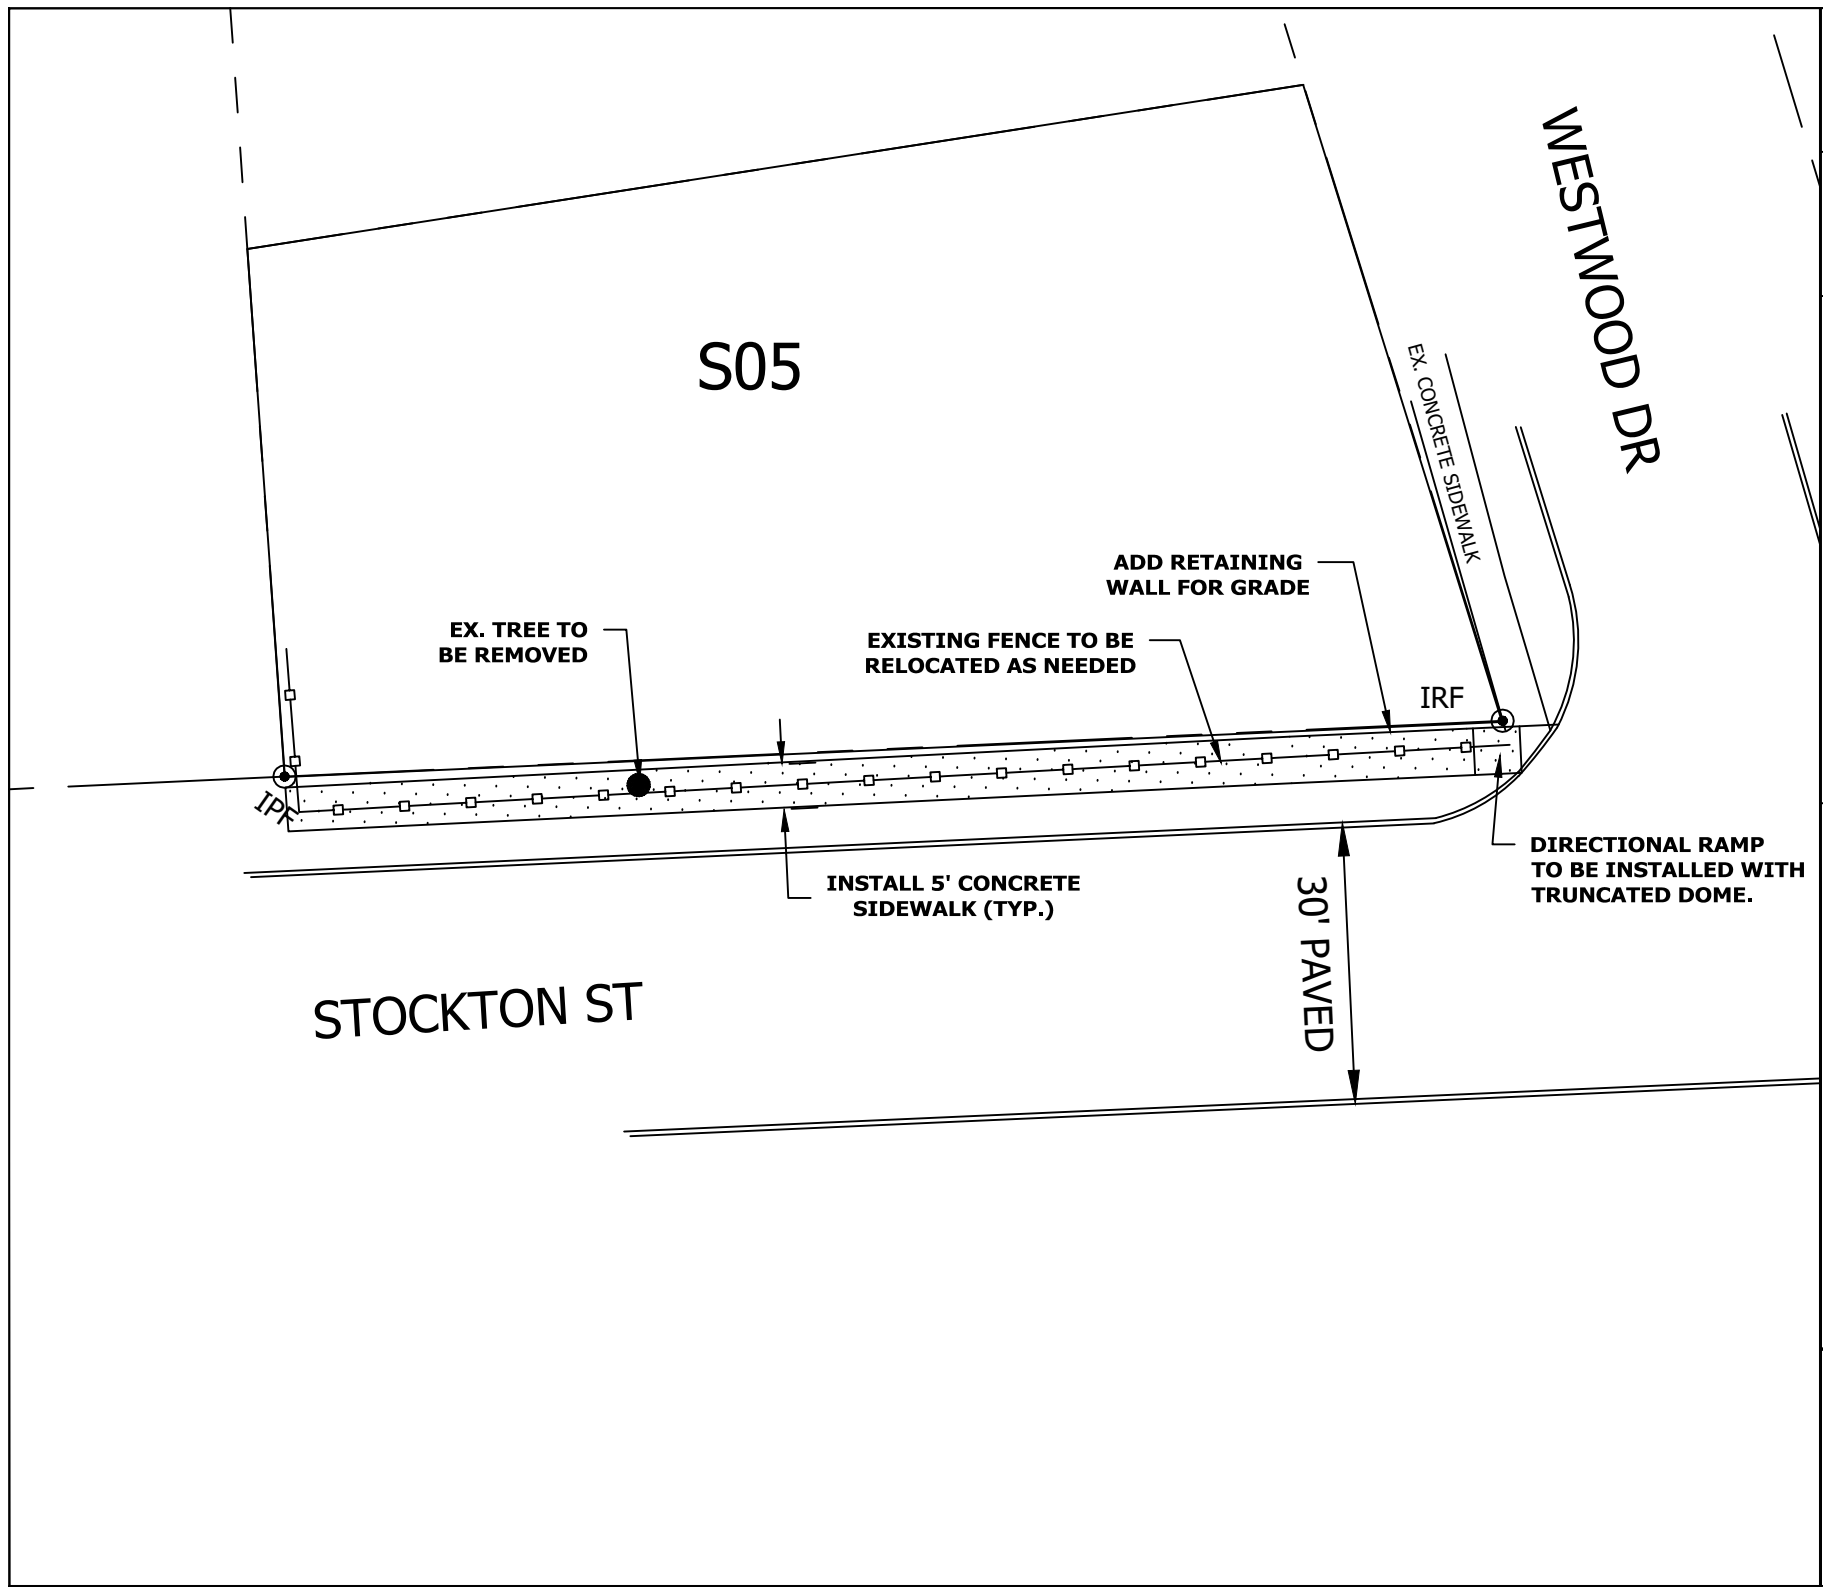 WESTWOOD DR
S05
EX. CONCRETE SIDEWALK
ADD RETAINING
WALL FOR GRADE
EX. TREE TO
BE REMOVED
EXISTING FENCE TO BE
RELOCATED AS NEEDED
IRF
IPF
DIRECTIONAL RAMP
TO BE INSTALLED WITH
TRUNCATED DOME.
INSTALL 5' CONCRETE
SIDEWALK (TYP.)
30' PAVED
STOCKTON ST